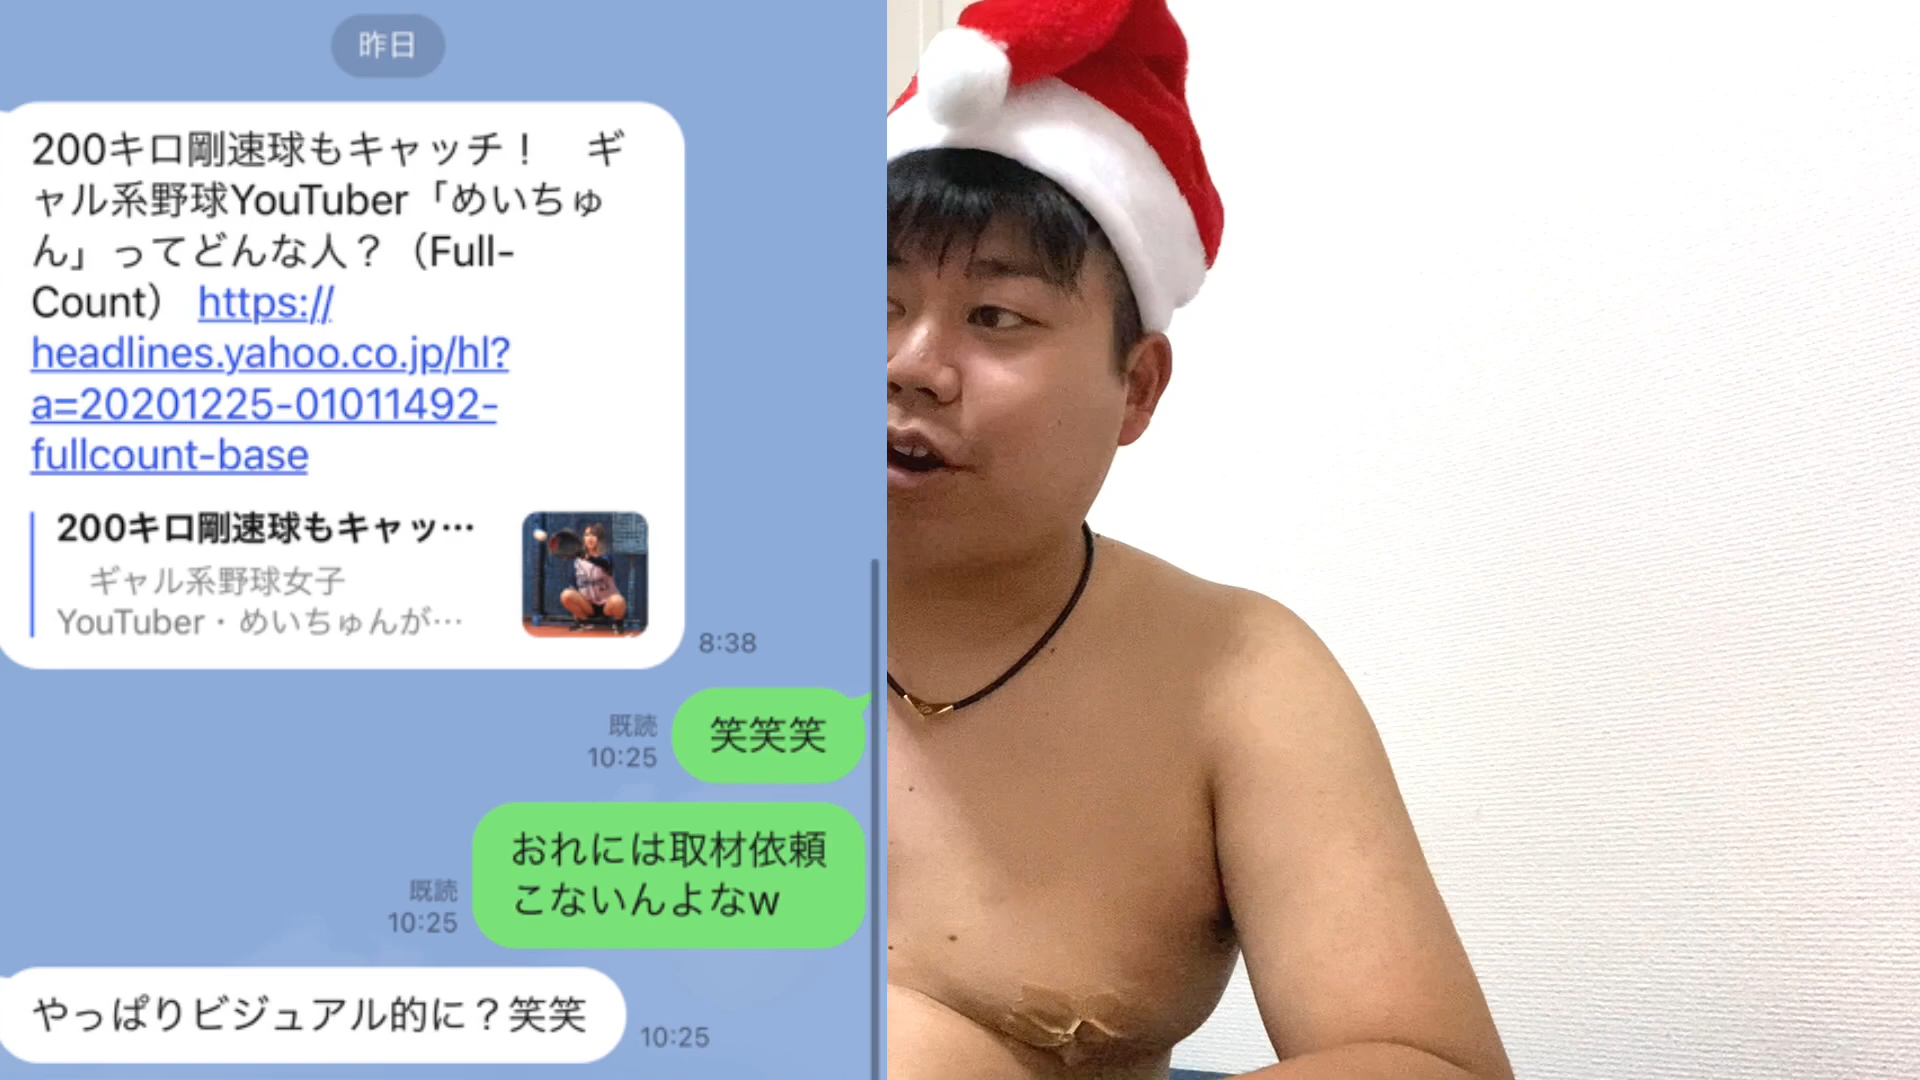 昨日
200キロ剛速球もキャッチ！　ギ
ャル系野球YouTuber「めいちゅ
ん」ってどんな人？（Full-
Count） https://
headlines.yahoo.co.jp/hl?
a=20201225-01011492-
fullcount-base
200キロ剛速球もキャッ…
ギャル系野球女子
YouTuber・めいちゅんが…
8:38
笑笑笑
既読
10:25
おれには取材依頼
こないんよなw
既読
10:25
やっぱりビジュアル的に？笑笑
10:25